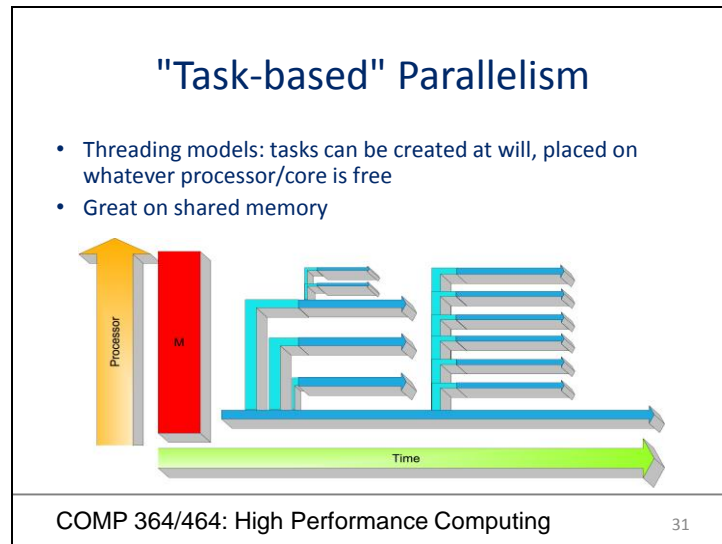 "Task-based" Parallelism
• Threading models: tasks can be created at will, placed on
whatever processor/core is free
• Great on shared memory
Processor
M
Time
COMP 364/464: High Performance Computing
31